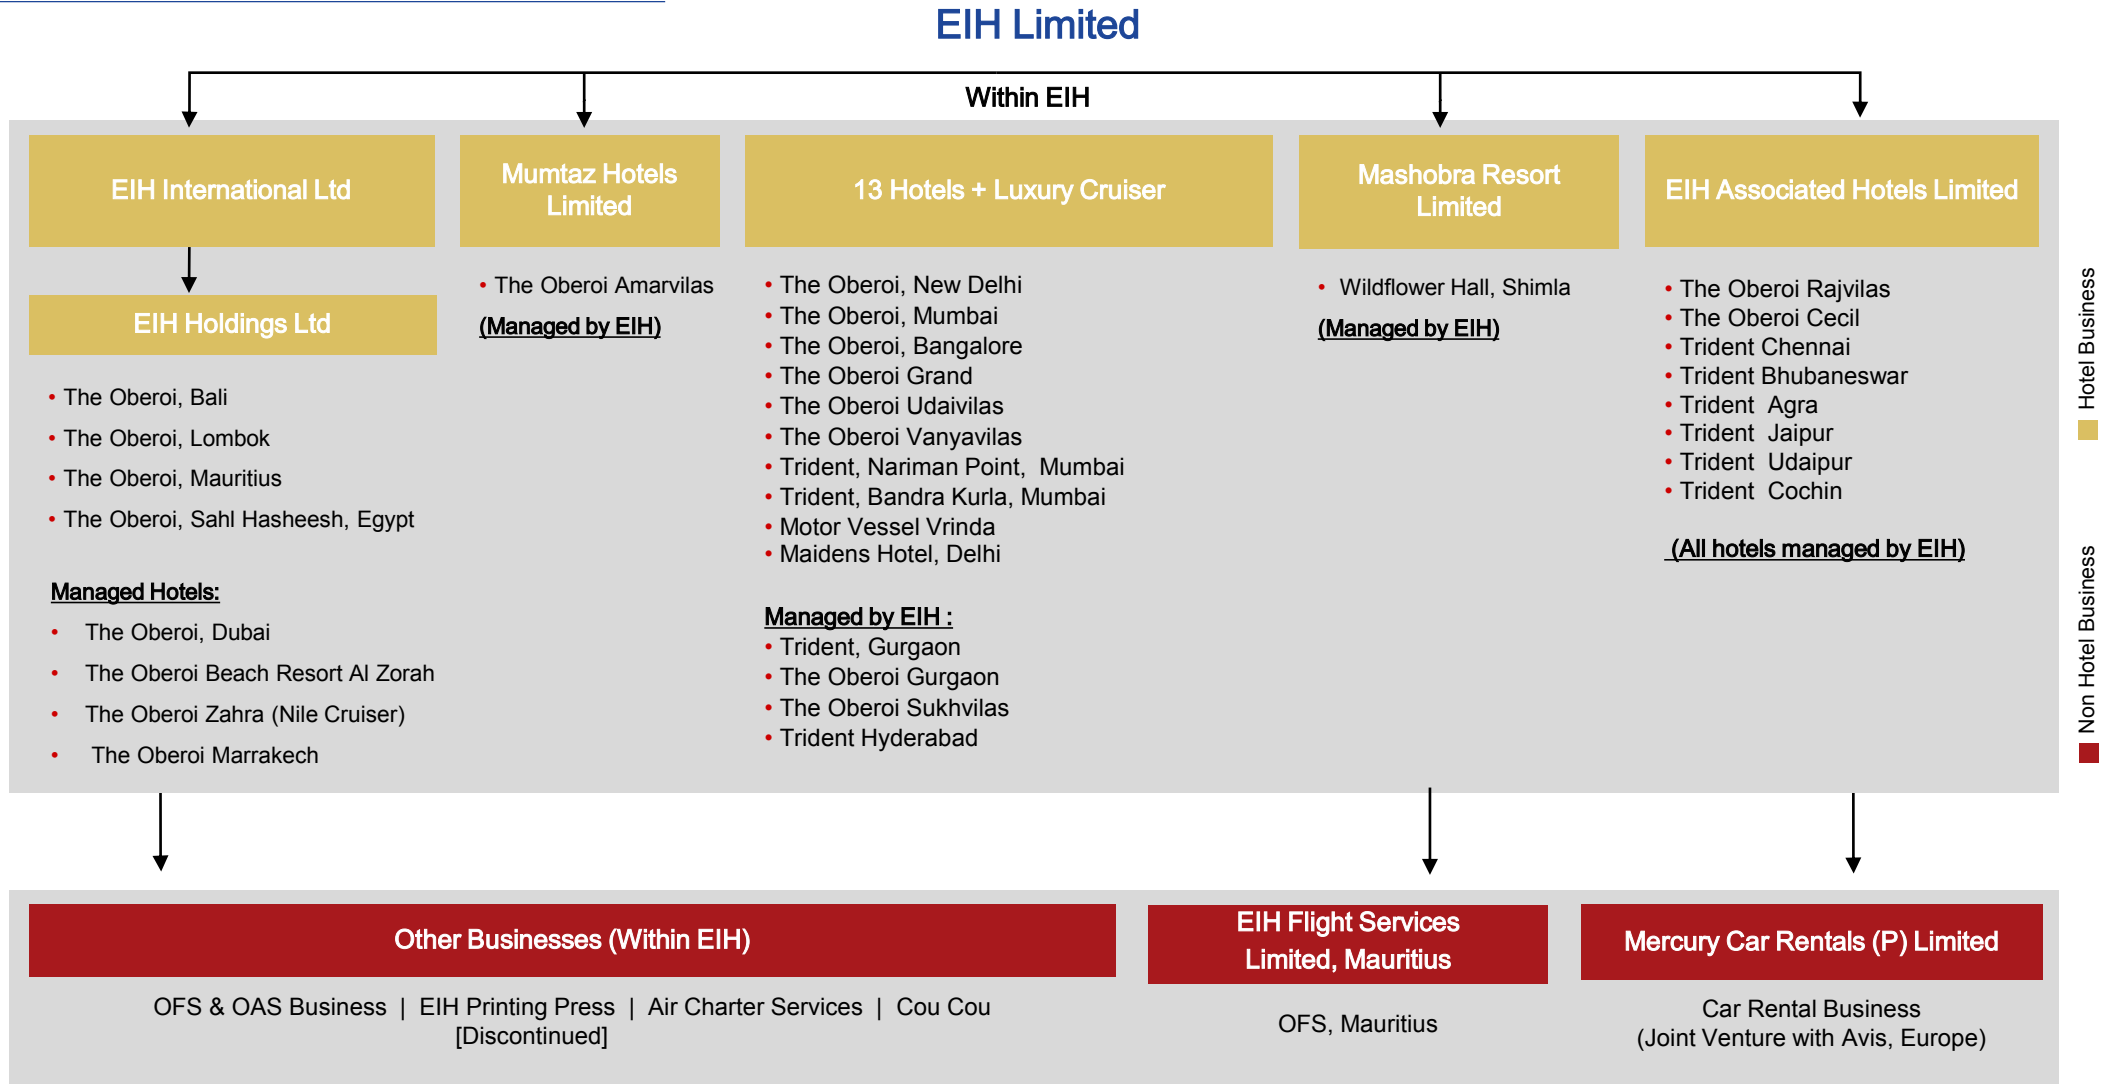 EIH Limited
Within EIH
EIH International Ltd
EIH Holdings Ltd
• The Oberoi, Bali
• The Oberoi, Lombok
• The Oberoi, Mauritius
• The Oberoi, Sahl Hasheesh, Egypt
Managed Hotels:
• The Oberoi, Dubai
• The Oberoi Beach Resort Al Zorah
• The Oberoi Zahra (Nile Cruiser)
• The Oberoi Marrakech
Mumtaz Hotels
Limited
• The Oberoi Amarvilas
(Managed by EIH)
13 Hotels + Luxury Cruiser
• The Oberoi, New Delhi
• The Oberoi, Mumbai
• The Oberoi, Bangalore
• The Oberoi Grand
• The Oberoi Udaivilas
• The Oberoi Vanyavilas
• Trident, Nariman Point, Mumbai
• Trident, Bandra Kurla, Mumbai
• Motor Vessel Vrinda
• Maidens Hotel, Delhi
Managed by EIH :
• Trident, Gurgaon
• The Oberoi Gurgaon
• The Oberoi Sukhvilas
• Trident Hyderabad
Mashobra Resort
Limited
• Wildflower Hall, Shimla
(Managed by EIH)
EIH Associated Hotels Limited
• The Oberoi Rajvilas
• The Oberoi Cecil
• Trident Chennai
• Trident Bhubaneswar
• Trident Agra
• Trident Jaipur
• Trident Udaipur
• Trident Cochin
(All hotels managed by EIH)
Hotel Business
Non Hotel Business
Other Businesses (Within EIH)
OFS & OAS Business | EIH Printing Press | Air Charter Services | Cou Cou
[Discontinued]
EIH Flight Services
Limited, Mauritius
OFS, Mauritius
Mercury Car Rentals (P) Limited
Car Rental Business
(Joint Venture with Avis, Europe)